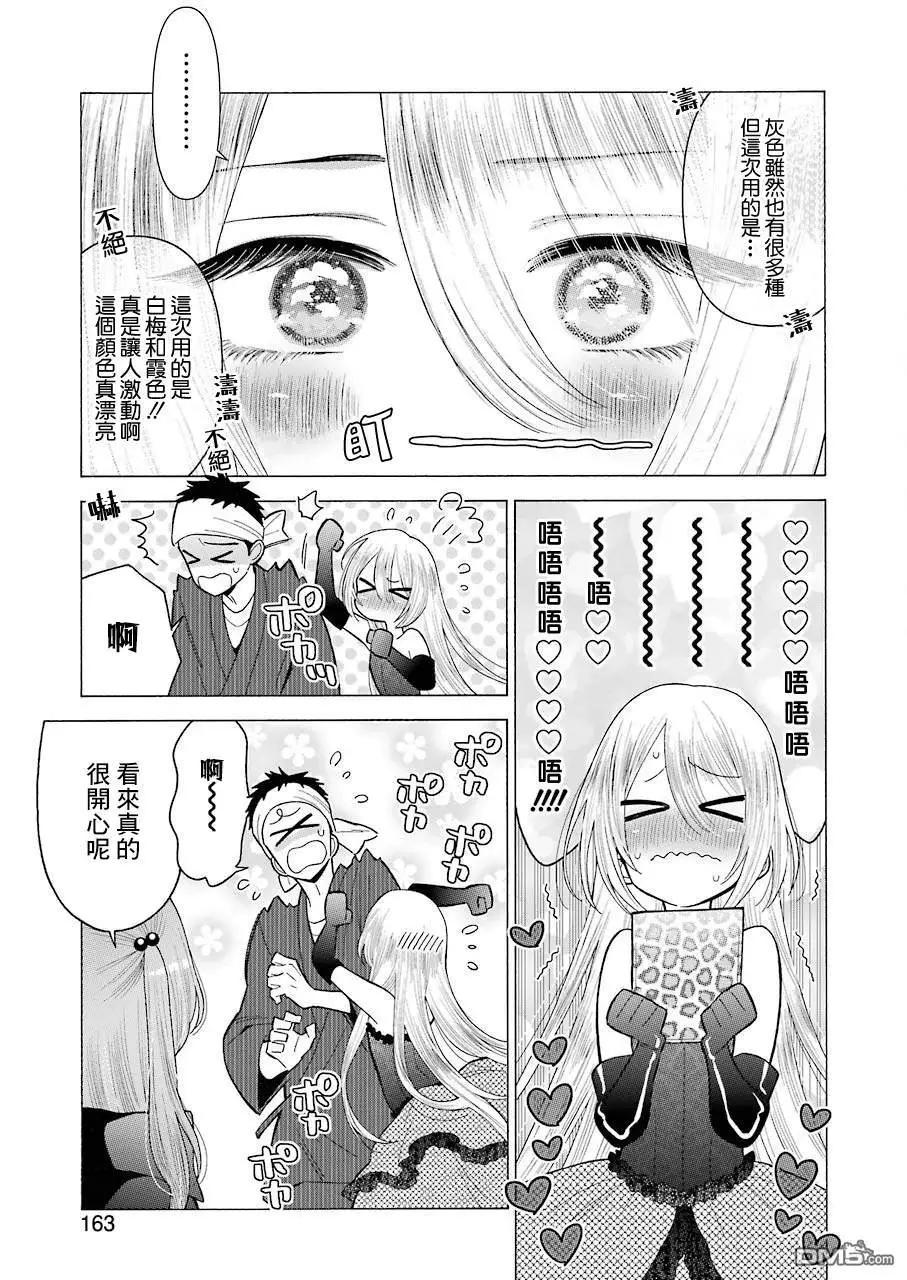 灰色雖然也有很多種
但這次用的是…
濤
濤
………
這次用的是
白梅和霞色!!
真是讓人激動啊
這個顏色真漂亮
濤濤不絕
不絕
盯
♡♡♡♡♡唔唔唔
唔♡♡
唔唔唔唔♡♡♡♡唔!!!!!
嚇
啊
ポカポカッ
啊~~~
看來真的
很開心呢
ポカ
ポカ
ポカ
ポカ
163
DM5.com